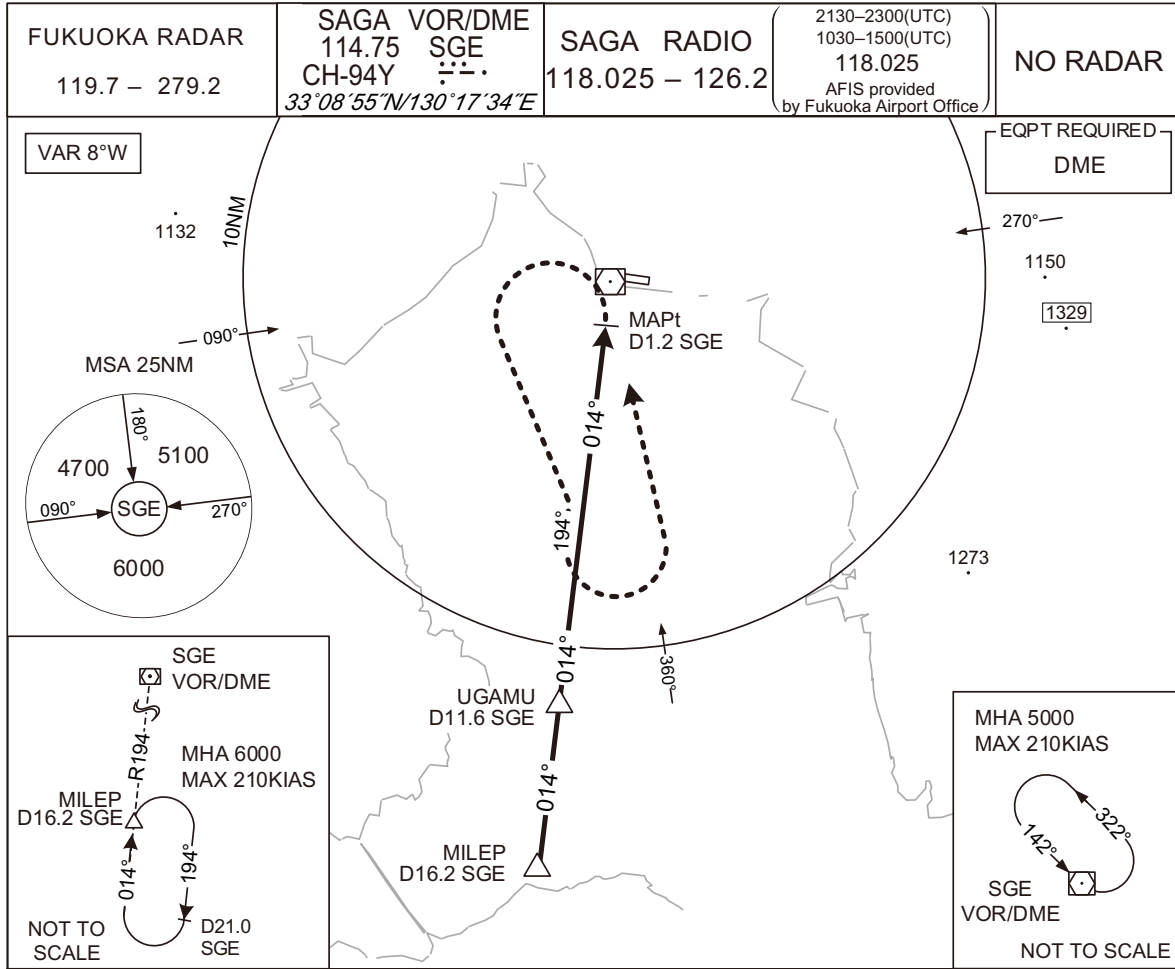 FUKUOKA RADAR
119.7 – 279.2
SAGA VOR/DME
114.75 SGE
CH-94Y
33°08′55″N/130°17′34″E
SAGA RADIO
118.025 – 126.2
2130–2300(UTC)
1030–1500(UTC)
118.025
AFIS provided
by Fukuoka Airport Office
NO RADAR
VAR 8°W
EQPT REQUIRED
DME
1132
10NM
270°
1150
1329
090°
MAPt
D1.2 SGE
MSA 25NM
180°
4700
5100
090°
SGE
270°
6000
014°
194°
1273
014°
360°
UGAMU
D11.6 SGE
014°
MILEP
D16.2 SGE
SGE
VOR/DME
R194
MHA 6000
MAX 210KIAS
MILEP
D16.2 SGE
014°
194°
D21.0
SGE
NOT TO
SCALE
MHA 5000
MAX 210KIAS
322°
142°
SGE
VOR/DME
NOT TO SCALE